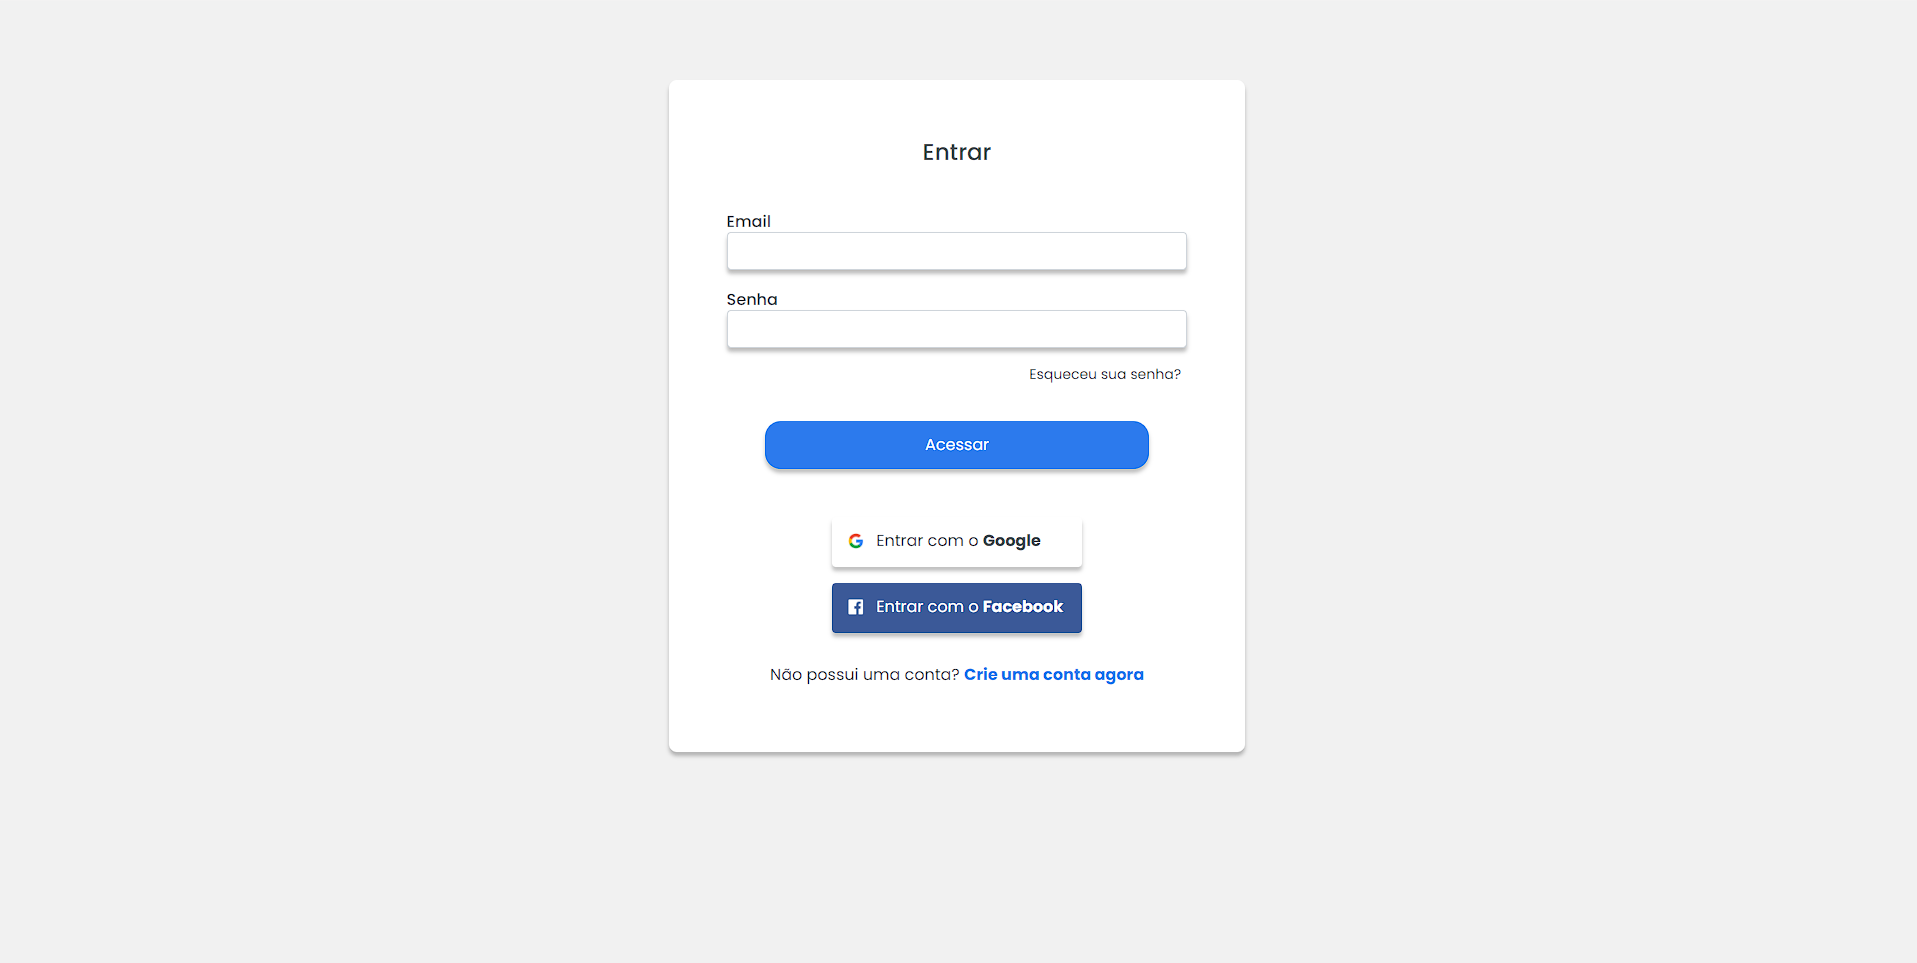 Entrar
Email
Senha
Esqueceu sua senha?
Acessar
Entrar com o Google
Entrar com o Facebook
Não possui uma conta? Crie uma conta agora